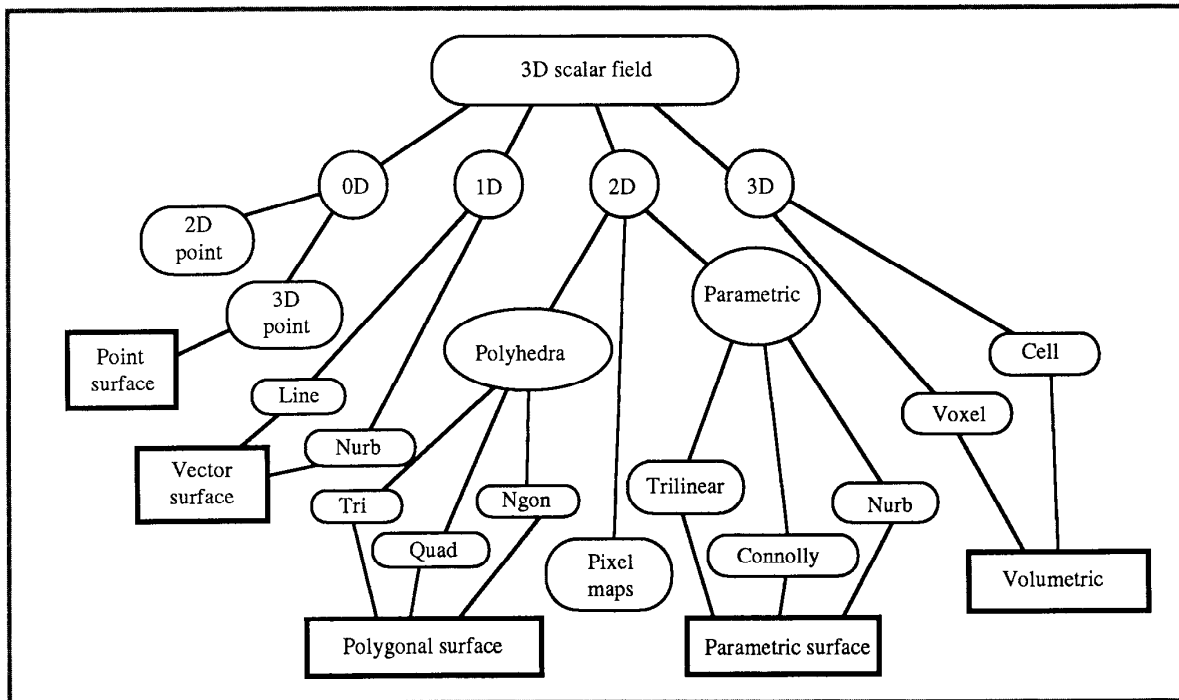 3D scalar field
0D
1D
2D
3D
2D
point
3D
point
Parametric
Point
surface
Polyhedra
Cell
Line
Voxel
Nurb
Vector
surface
Tri
Ngon
Trilinear
Nurb
Quad
Pixel
maps
Connolly
Volumetric
Polygonal surface
Parametric surface